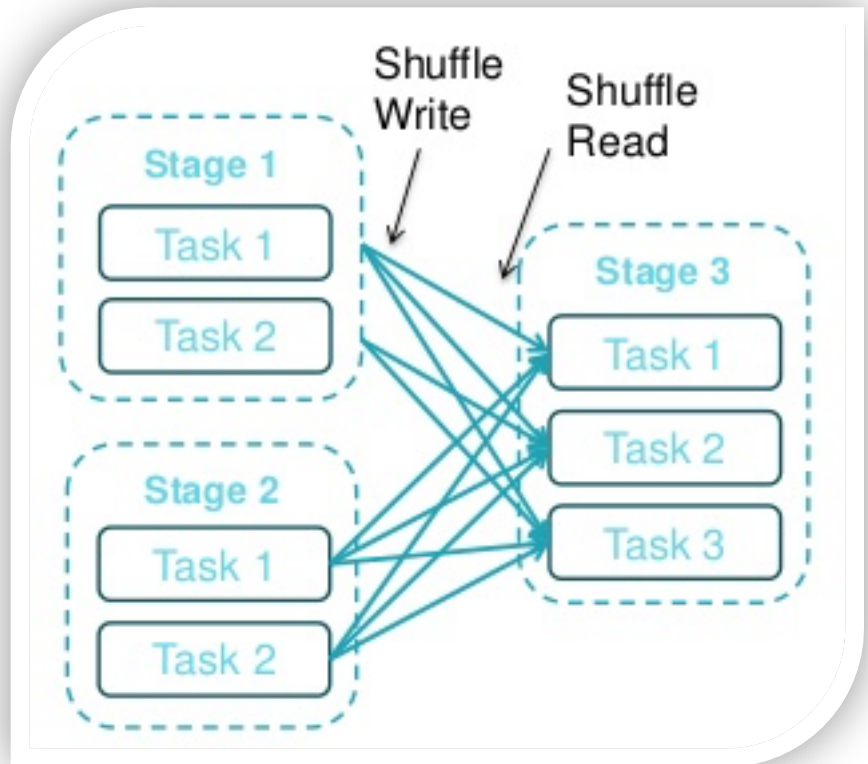 Shuffle
Write
Shuffle
Read
Stage 1
Task 1
Task 2
Stage 2
Task 1
Task 2
Stage 3
Task 1
Task 2
Task 3